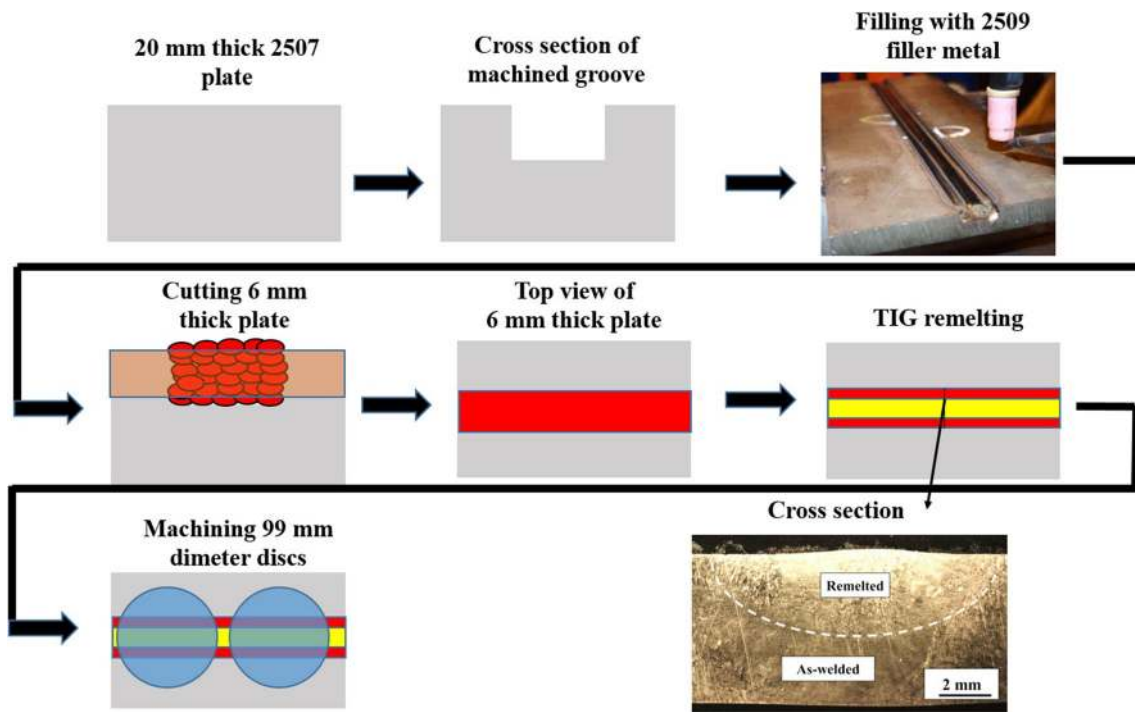 20 mm thick 2507
plate
Cross section of
machined groove
Filling with 2509
filler metal
Cutting 6 mm
thick plate
Top view of
6 mm thick plate
TIG remelting
Machining 99 mm
dimeter discs
Cross section
Remelted
As-welded
2 mm